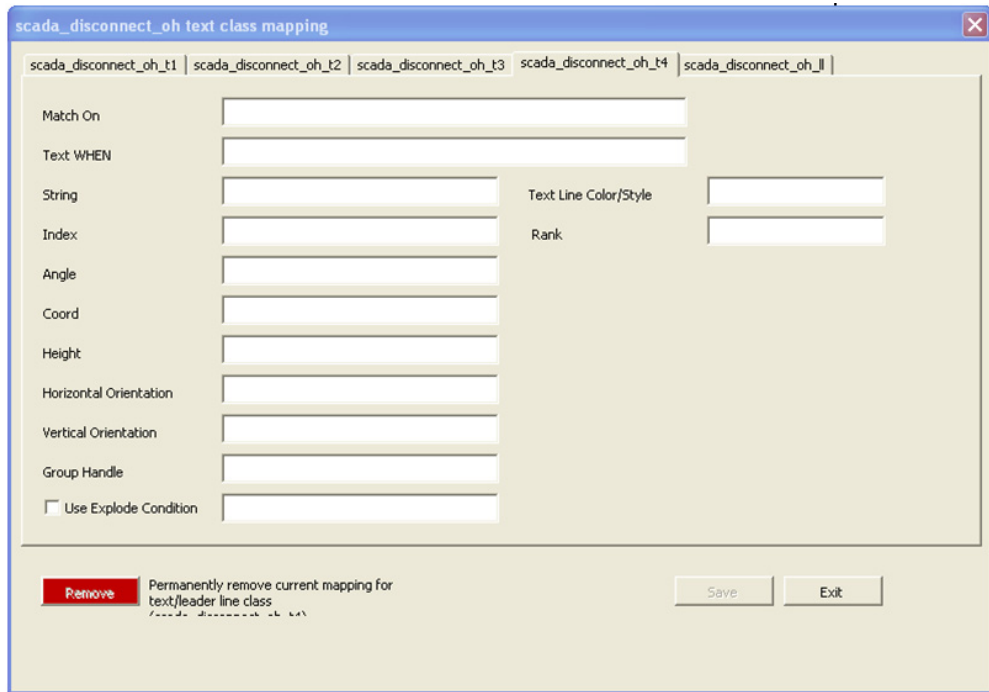 scada_disconnect_oh text class mapping
scada_disconnect_oh_t1 scada_disconnect_oh_t2 scada_disconnect_oh_t3 scada_disconnect_oh_t4 scada_disconnect_oh_ll
Match On
Text WHEN
String Text Line Color/Style
Index Rank
Angle
Coord
Height
Horizontal Orientation
Vertical Orientation
Group Handle
Use Explode Condition
Remove Permanently remove current mapping for Save Exit
text/leader line class
(scada_disconnect_oh_t4)